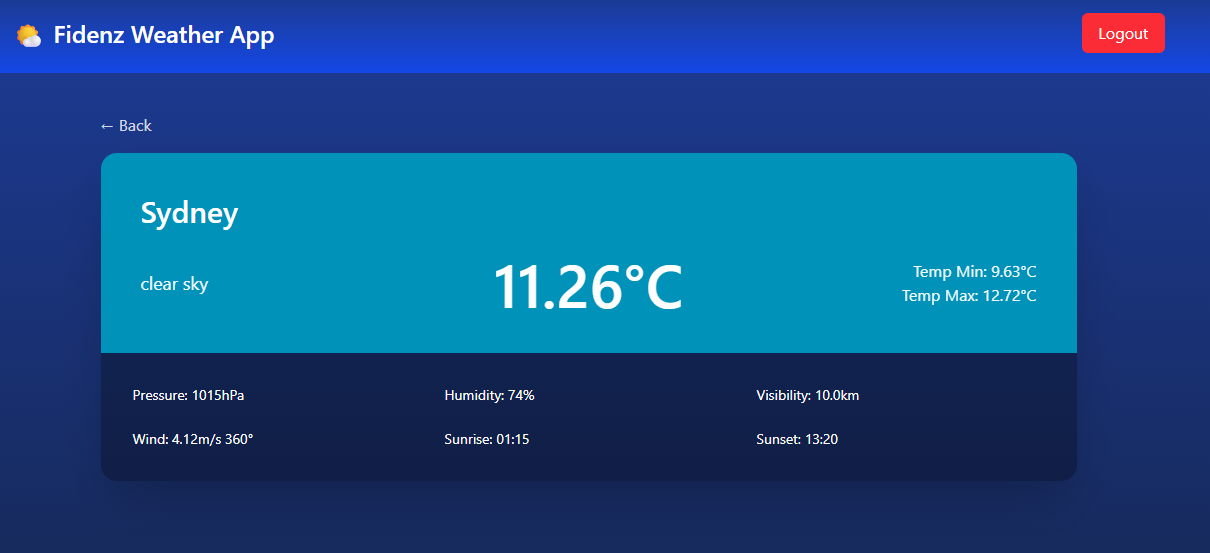 Fidenz Weather App
Logout
← Back
Sydney
clear sky
11.26°C
Temp Min: 9.63°C
Temp Max: 12.72°C
Pressure: 1015hPa
Humidity: 74%
Visibility: 10.0km
Wind: 4.12m/s 360°
Sunrise: 01:15
Sunset: 13:20